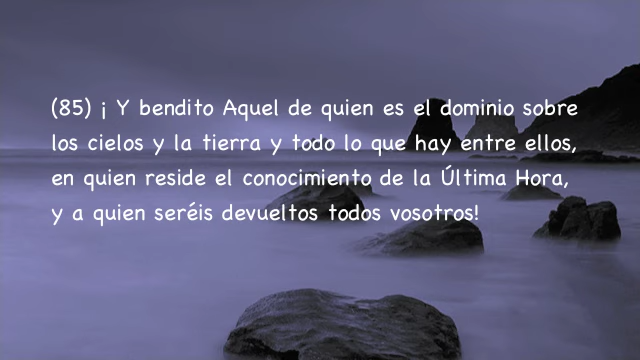 (85) ¡ Y bendito Aquel de quien es el dominio sobre
los cielos y la tierra y todo lo que hay entre ellos,
en quien reside el conocimiento de la Última Hora,
y a quien seréis devueltos todos vosotros!